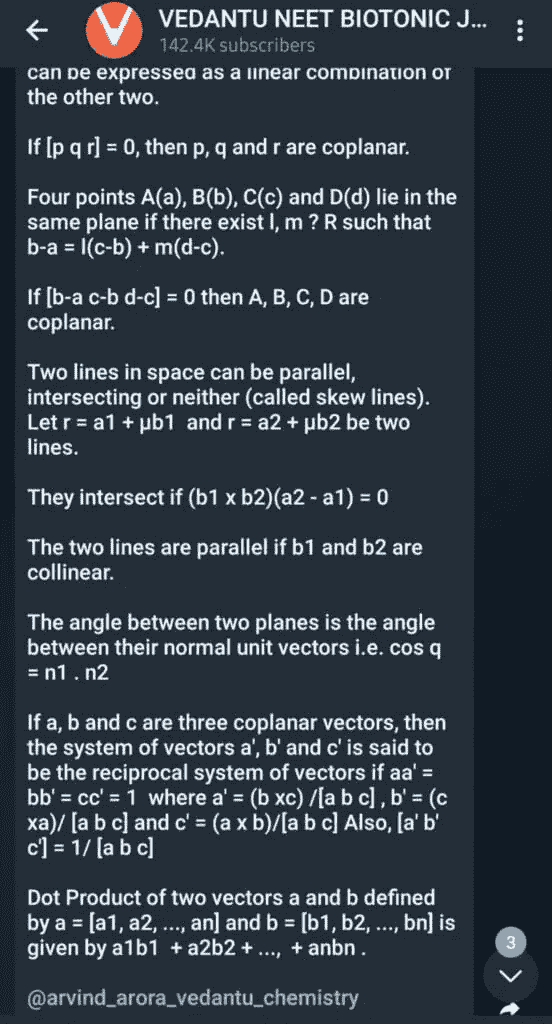 VEDANTU NEET BIOTONIC J...
142.4K subscribers
can be expressed as a linear combination of
the other two.
If [p q r] = 0, then p, q and r are coplanar.
Four points A(a), B(b), C(c) and D(d) lie in the
same plane if there exist l, m ? R such that
b-a = l(c-b) + m(d-c).
If [b-a c-b d-c] = 0 then A, B, C, D are
coplanar.
Two lines in space can be parallel,
intersecting or neither (called skew lines).
Let r = a1 + µb1  and r = a2 + µb2 be two
lines.
They intersect if (b1 x b2)(a2 - a1) = 0
The two lines are parallel if b1 and b2 are
collinear.
The angle between two planes is the angle
between their normal unit vectors i.e. cos q
= n1 . n2
If a, b and c are three coplanar vectors, then
the system of vectors a', b' and c' is said to
be the reciprocal system of vectors if aa' =
bb' = cc' = 1  where a' = (b xc) /[a b c] , b' = (c
xa)/ [a b c] and c' = (a x b)/[a b c] Also, [a' b'
c'] = 1/ [a b c]
Dot Product of two vectors a and b defined
by a = [a1, a2, ..., an] and b = [b1, b2, ..., bn] is
given by a1b1  + a2b2 + ...,  + anbn .
3
@arvind_arora_vedantu_chemistry